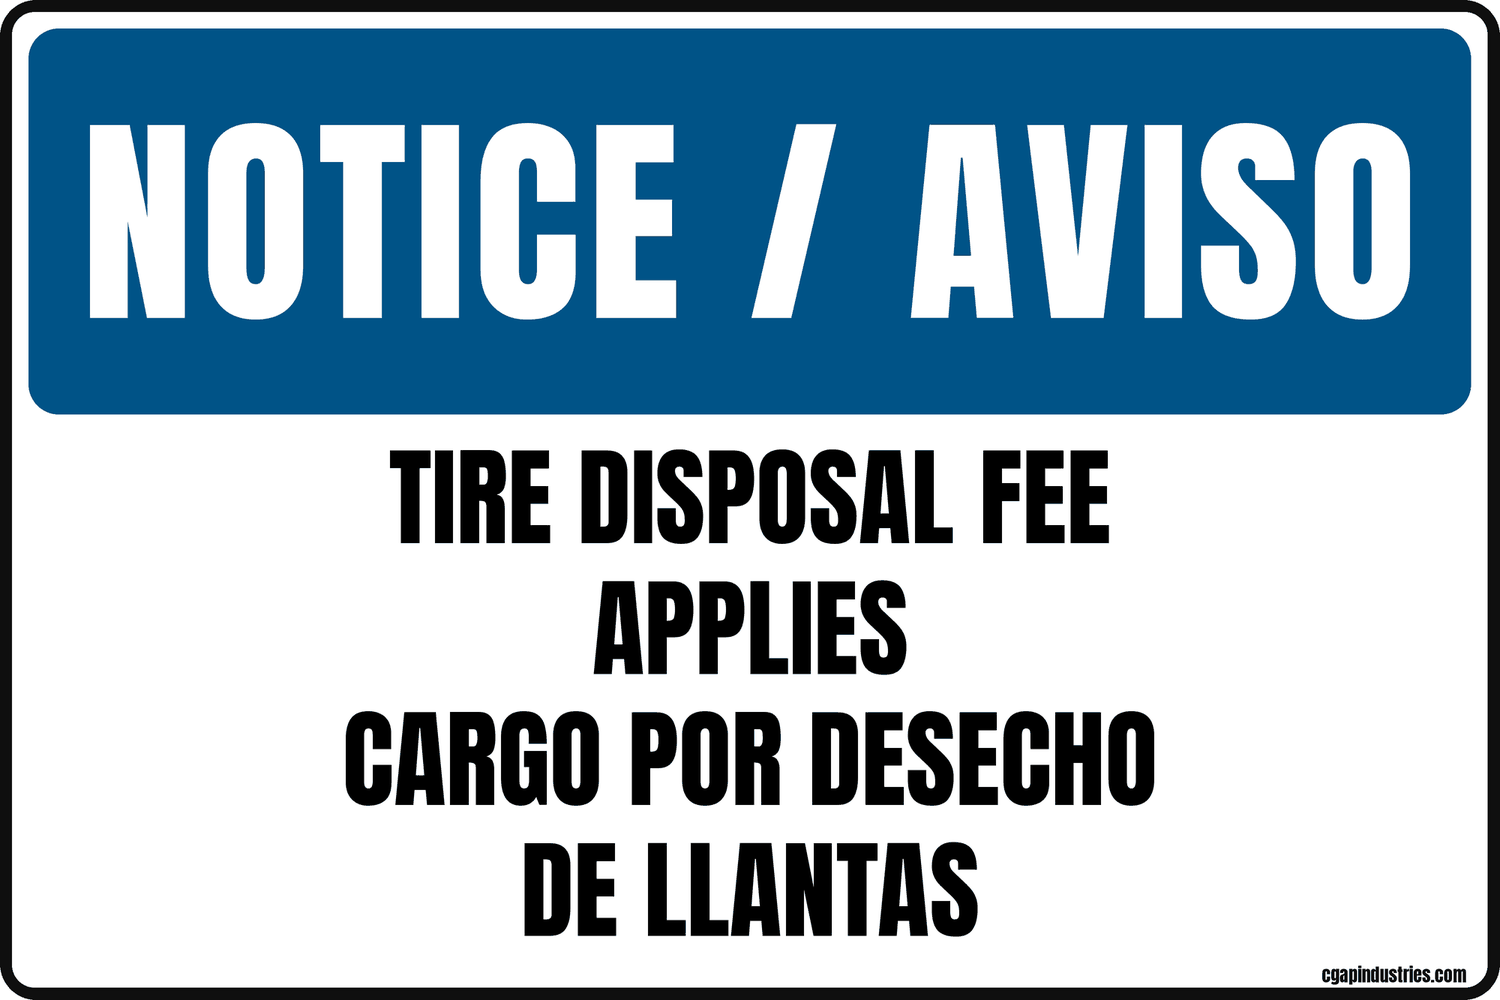 NOTICE / AVISO
TIRE DISPOSAL FEE
APPLIES
CARGO POR DESECHO
DE LLANTAS
cgapindustries.com